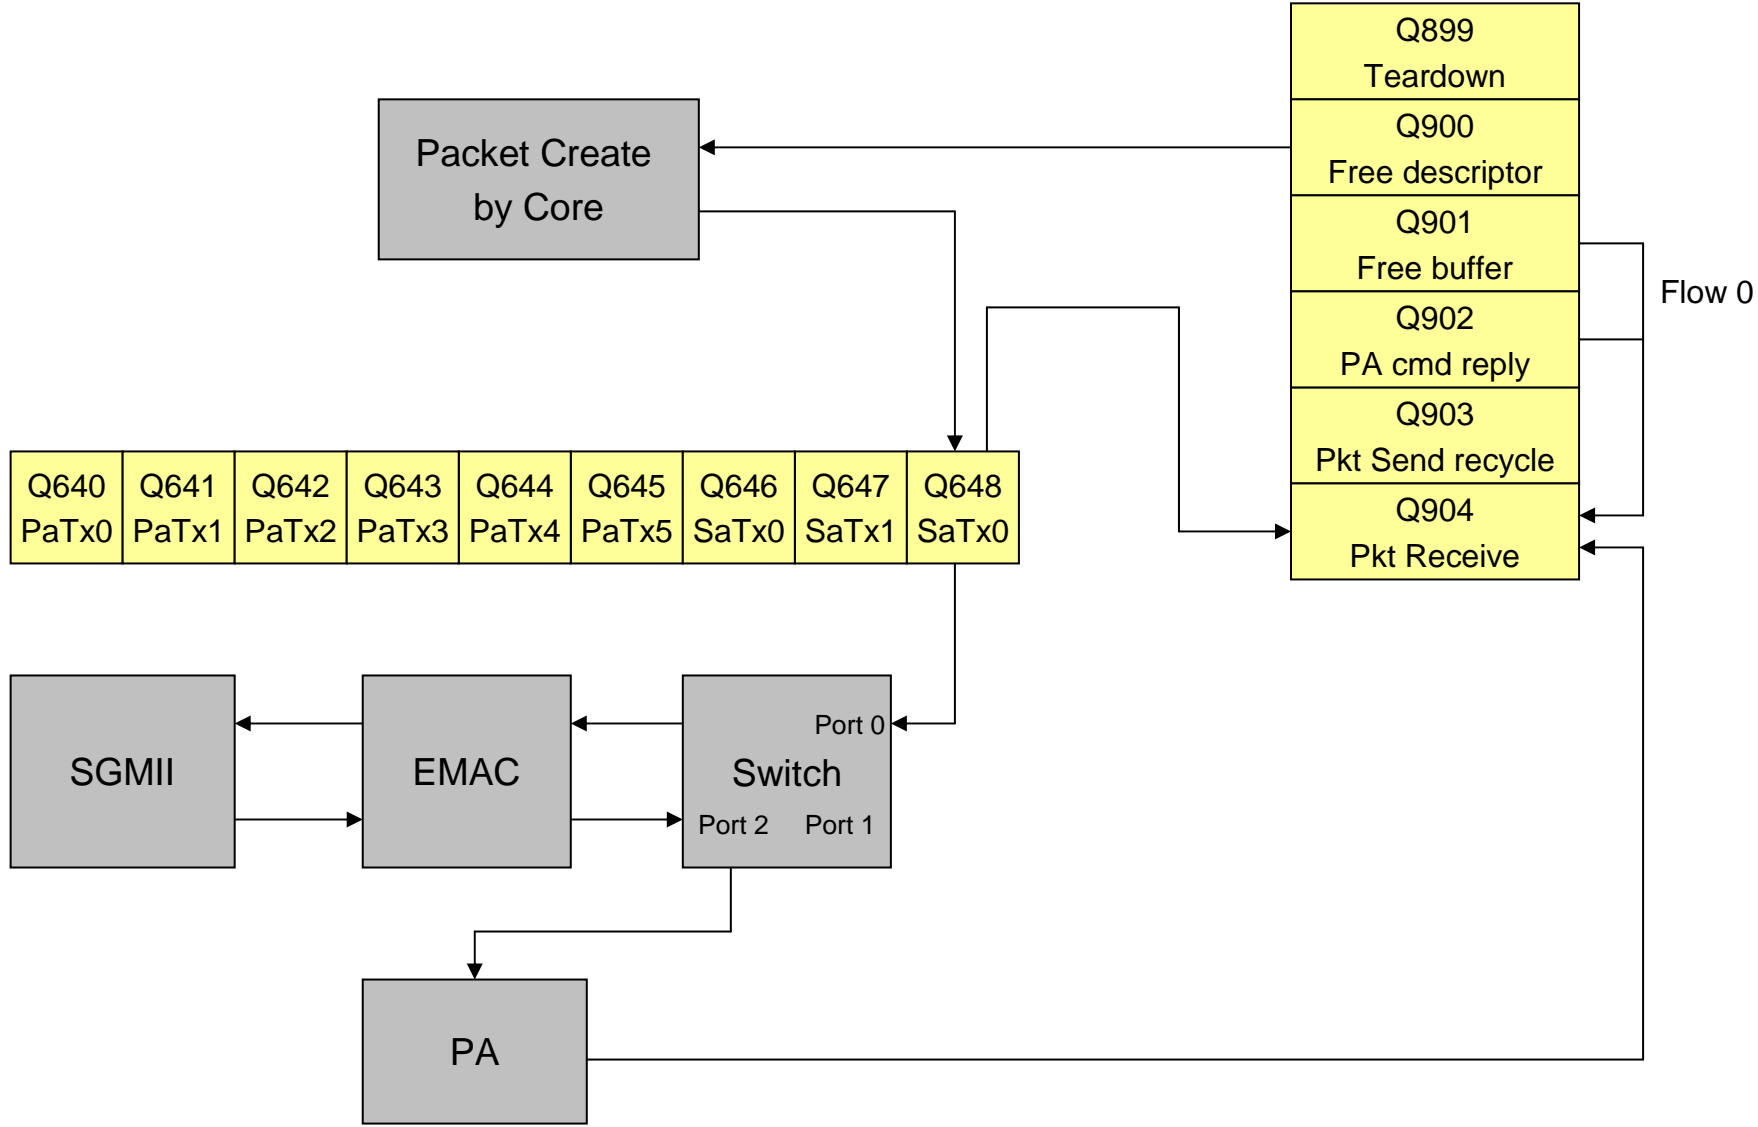 Q899
Teardown
Q900
Free descriptor
Q901
Free buffer
Q902
PA cmd reply
Q903
Pkt Send recycle
Q904
Pkt Receive
Flow 0
Packet Create
by Core
Q640
PaTx0
Q641
PaTx1
Q642
PaTx2
Q643
PaTx3
Q644
PaTx4
Q645
PaTx5
Q646
SaTx0
Q647
SaTx1
Q648
SaTx0
SGMII
EMAC
Port 0
Switch
Port 2
Port 1
PA